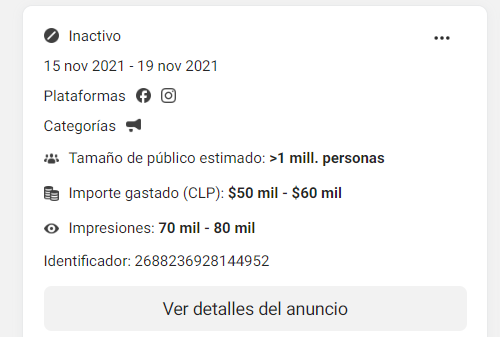 Inactivo
15 nov 2021 - 19 nov 2021
Plataformas
Categorías
Tamaño de público estimado: >1 mill. personas
Importe gastado (CLP): $50 mil - $60 mil
Impresiones: 70 mil - 80 mil
Identificador: 2688236928144952
Ver detalles del anuncio